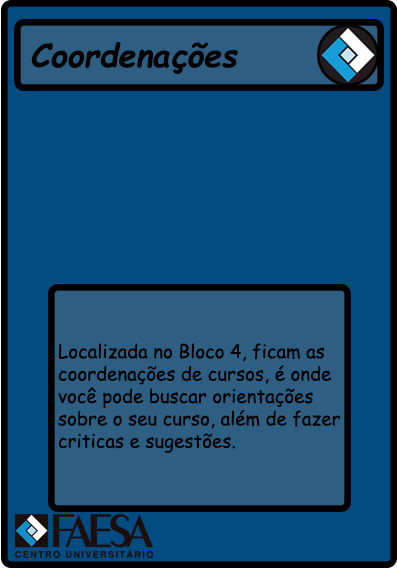 Coordenações
Localizada no Bloco 4, ficam as
coordenações de cursos, é onde
você pode buscar orientações
sobre o seu curso, além de fazer
criticas e sugestões.
FAESA
CENTRO UNIVERSITÁRIO